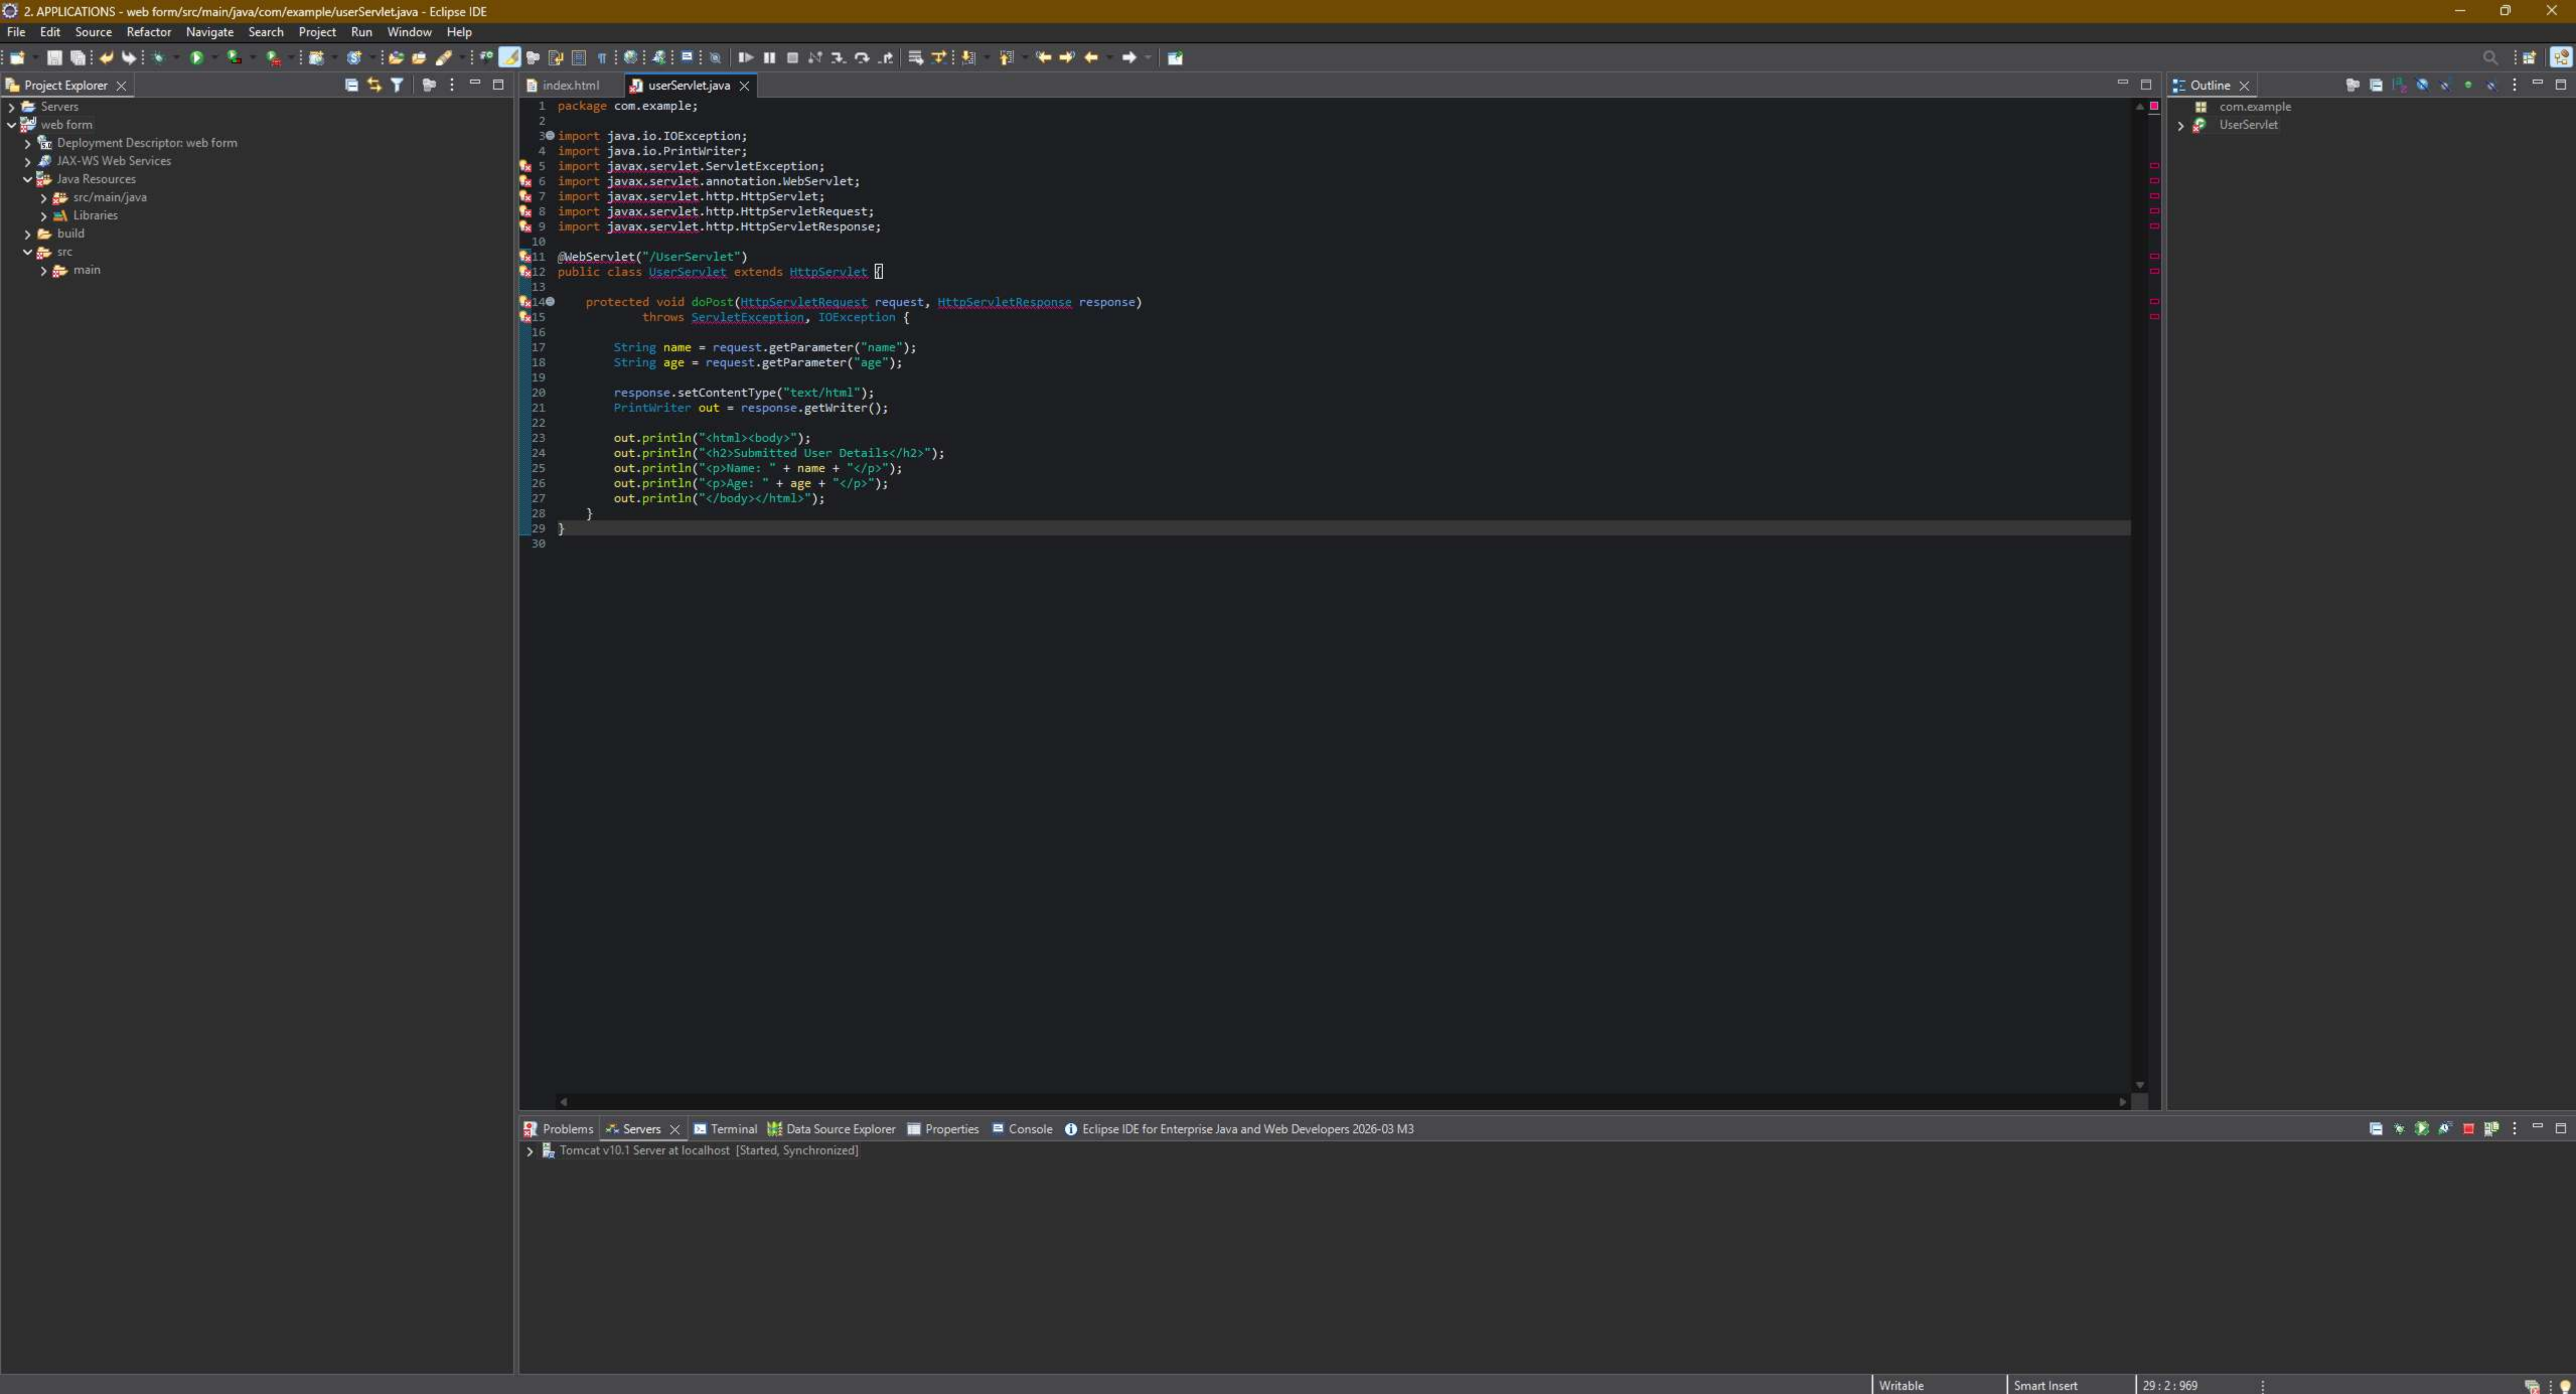 2. APPLICATIONS - web form/src/main/java/com/example/userServlet.java - Eclipse IDE
File Edit Source Refactor Navigate Search Project Run Window Help
Project Explorer
Servers
web form
Deployment Descriptor: web form
JAX-WS Web Services
Java Resources
src/main/java
Libraries
build
src
main
index.html
userServlet.java
1 package com.example;
2
3 import java.io.IOException;
4 import java.io.PrintWriter;
5 import javax.servlet.ServletException;
6 import javax.servlet.annotation.WebServlet;
7 import javax.servlet.http.HttpServlet;
8 import javax.servlet.http.HttpServletRequest;
9 import javax.servlet.http.HttpServletResponse;
10
11 @WebServlet("/UserServlet")
12 public class UserServlet extends HttpServlet {
13
14 protected void doPost(HttpServletRequest request, HttpServletResponse response)
15 throws ServletException, IOException {
16
17 String name = request.getParameter("name");
18 String age = request.getParameter("age");
19
20 response.setContentType("text/html");
21 PrintWriter out = response.getWriter();
22
23 out.println("<html><body>");
24 out.println("<h2>Submitted User Details</h2>");
25 out.println("<p>Name: " + name + "</p>");
26 out.println("<p>Age: " + age + "</p>");
27 out.println("</body></html>");
28 }
29 }
30
Outline
com.example
UserServlet
Problems Servers Terminal Data Source Explorer Properties Console Eclipse IDE for Enterprise Java and Web Developers 2026-03 M3
Tomcat v10.1 Server at localhost [Started, Synchronized]
Writable Smart Insert 29 : 2 : 969